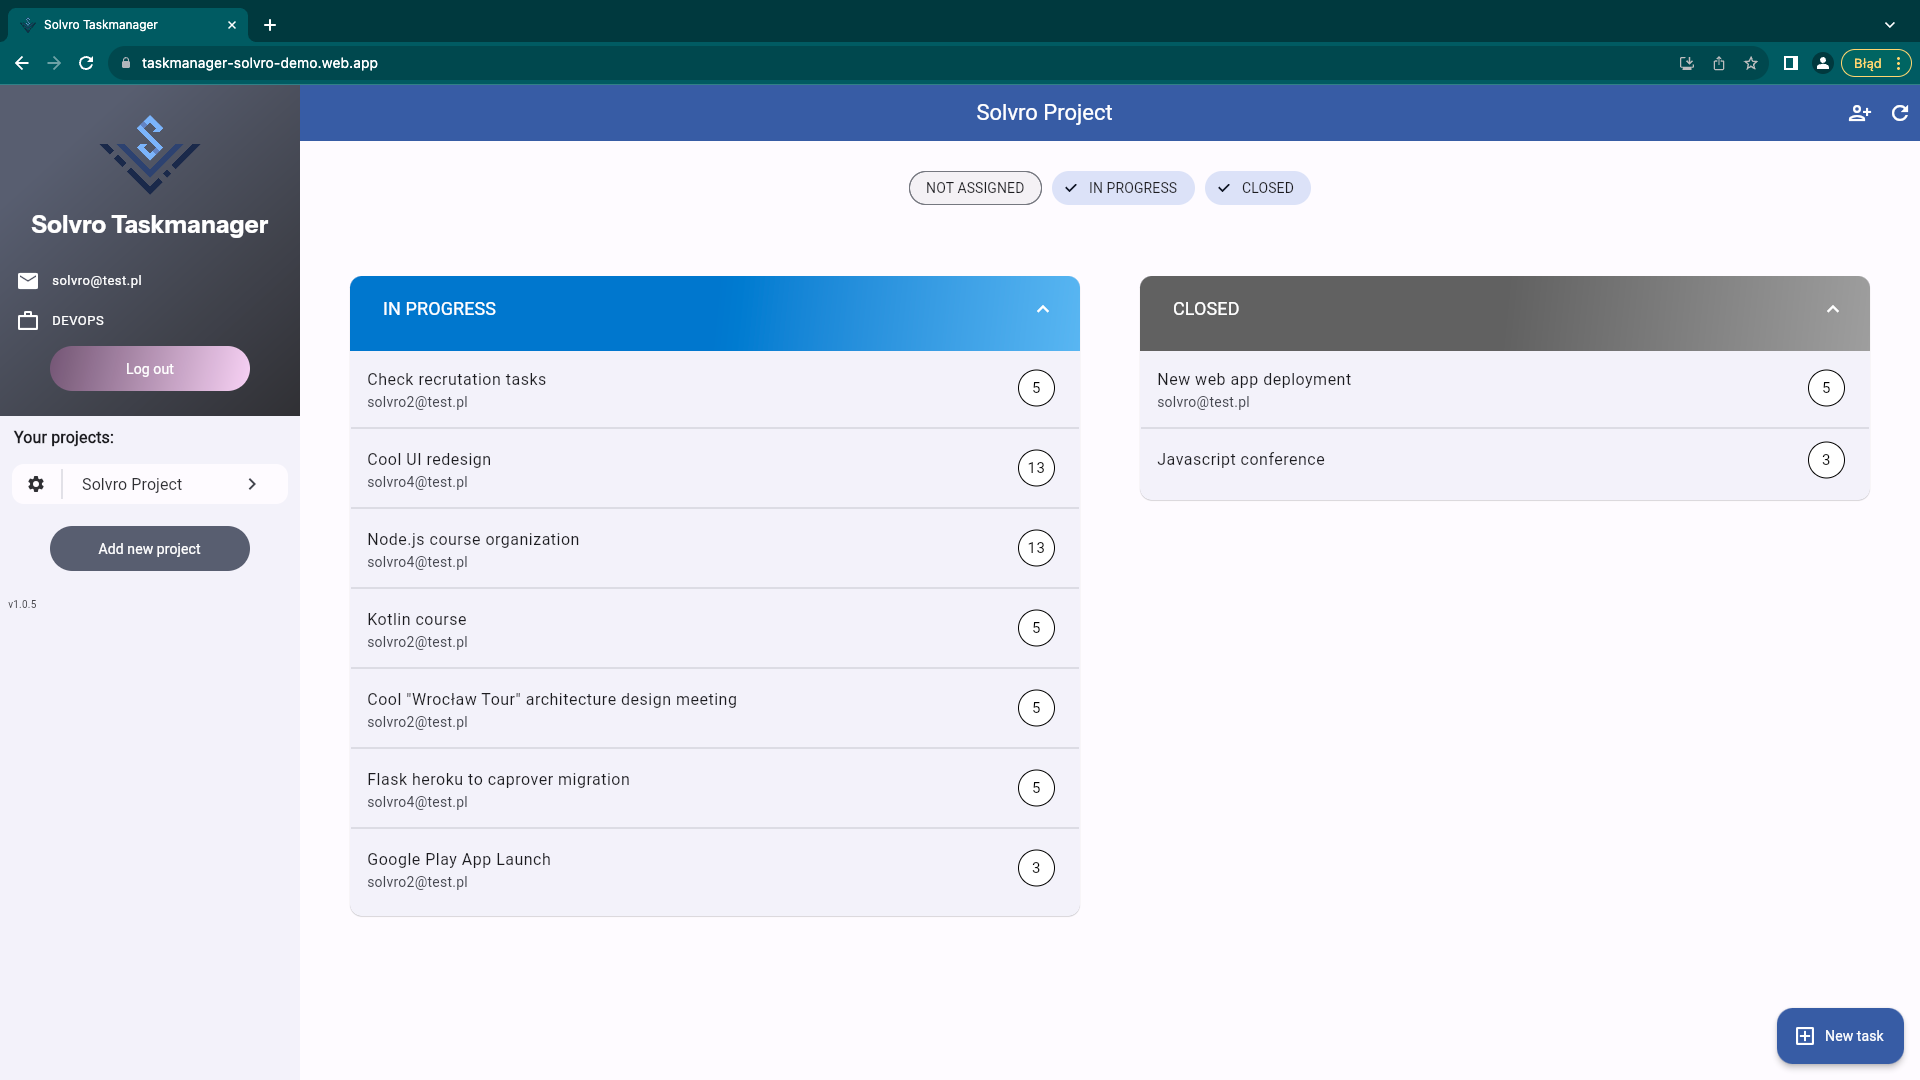 Solvro Taskmanager
taskmanager-solvro-demo.web.app
Błąd
Solvro Taskmanager
solvro@test.pl
DEVOPS
Log out
Your projects:
Solvro Project
Add new project
v1.0.5
Solvro Project
NOT ASSIGNED
IN PROGRESS
CLOSED
IN PROGRESS
Check recrutation tasks
solvro2@test.pl
5
Cool UI redesign
solvro4@test.pl
13
Node.js course organization
solvro4@test.pl
13
Kotlin course
solvro2@test.pl
5
Cool "Wrocław Tour" architecture design meeting
solvro2@test.pl
5
Flask heroku to caprover migration
solvro4@test.pl
5
Google Play App Launch
solvro2@test.pl
3
CLOSED
New web app deployment
solvro@test.pl
5
Javascript conference
3
New task